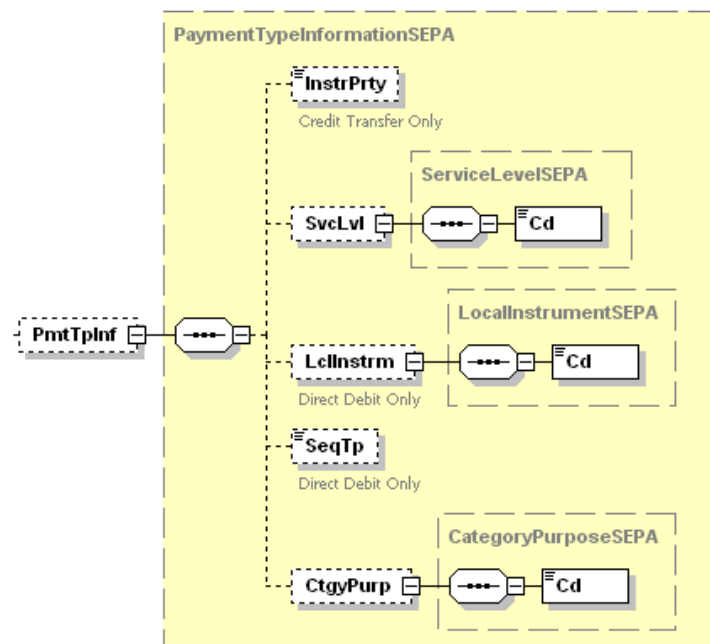 PaymentTypeInformationSEPA
InstrPrty
Credit Transfer Only
ServiceLevelSEPA
SvcLvl
Cd
LocalInstrumentSEPA
PmtTpInf
LclInstrm
Cd
Direct Debit Only
SeqTp
Direct Debit Only
CategoryPurposeSEPA
CtgyPurp
Cd